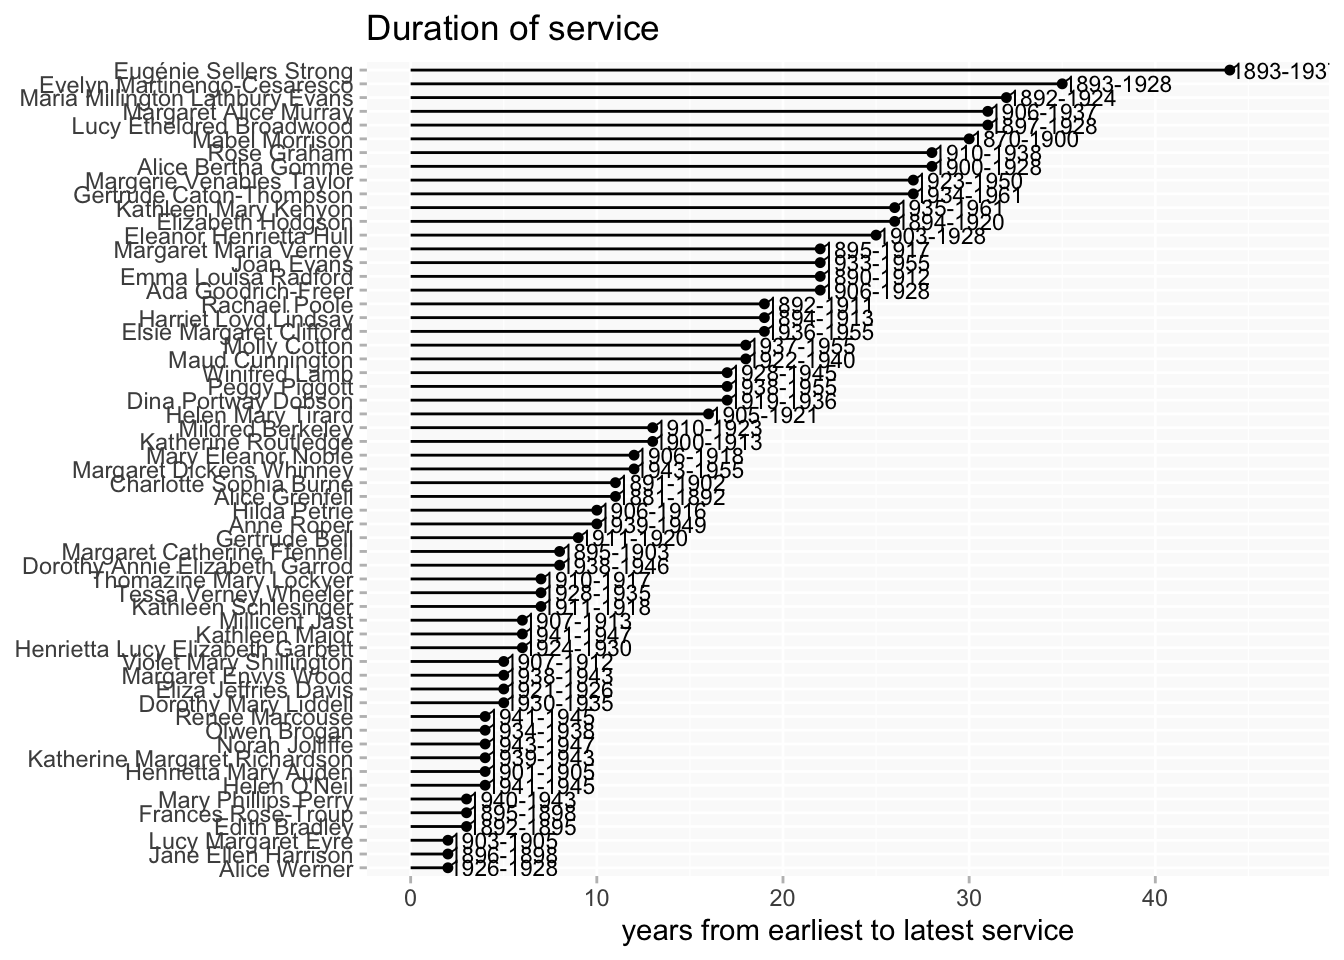 Duration of service
Eugénie Sellers Strong 1893-1937
Evelyn Martinengo-Cesaresco 1893-1928
Maria Millington Lathbury Evans 1892-1924
Margaret Alice Murray 1906-1937
Lucy Etheldred Broadwood 1897-1928
Mabel Morrison 1870-1900
Rose Graham 1910-1938
Alice Bertha Gomme 1900-1928
Margerie Venables Taylor 1923-1950
Gertrude Caton-Thompson 1934-1961
Kathleen Mary Kenyon 1935-1961
Elizabeth Hodgson 1894-1920
Eleanor Henrietta Hull 1903-1928
Margaret Maria Verney 1895-1917
Joan Evans 1933-1955
Emma Louisa Radford 1890-1912
Ada Goodrich-Freer 1906-1928
Rachael Poole 1892-1911
Harriet Loyd Lindsay 1894-1913
Elsie Margaret Clifford 1936-1955
Molly Cotton 1937-1955
Maud Cunnington 1922-1940
Winifred Lamb 1928-1945
Peggy Piggott 1938-1955
Dina Portway Dobson 1919-1936
Helen Mary Tirard 1905-1921
Mildred Berkeley 1910-1923
Katherine Routledge 1900-1913
Mary Eleanor Noble 1906-1918
Margaret Dickens Whinney 1943-1955
Charlotte Sophia Burne 1891-1902
Alice Grenfell 1881-1892
Hilda Petrie 1906-1916
Anne Roper 1939-1949
Gertrude Bell 1911-1920
Margaret Catherine Ffennell 1895-1903
Dorothy Annie Elizabeth Garrod 1938-1946
Thomazine Mary Lockyer 1910-1917
Tessa Verney Wheeler 1928-1935
Kathleen Schlesinger 1911-1918
Millicent Jast 1907-1913
Kathleen Major 1941-1947
Henrietta Lucy Elizabeth Garbett 1924-1930
Violet Mary Shillington 1907-1912
Margaret Envys Wood 1938-1943
Eliza Jeffries Davis 1921-1926
Dorothy Mary Liddell 1930-1935
Renee Marcouse 1941-1945
Olwen Brogan 1934-1938
Norah Jolliffe 1943-1947
Katherine Margaret Richardson 1939-1943
Henrietta Mary Auden 1901-1905
Helen O'Neil 1941-1945
Mary Phillips Perry 1940-1943
Frances Rose-Troup 1895-1898
Edith Bradley 1892-1895
Lucy Margaret Eyre 1903-1905
Jane Ellen Harrison 1896-1898
Alice Werner 1926-1928
0 10 20 30 40
years from earliest to latest service